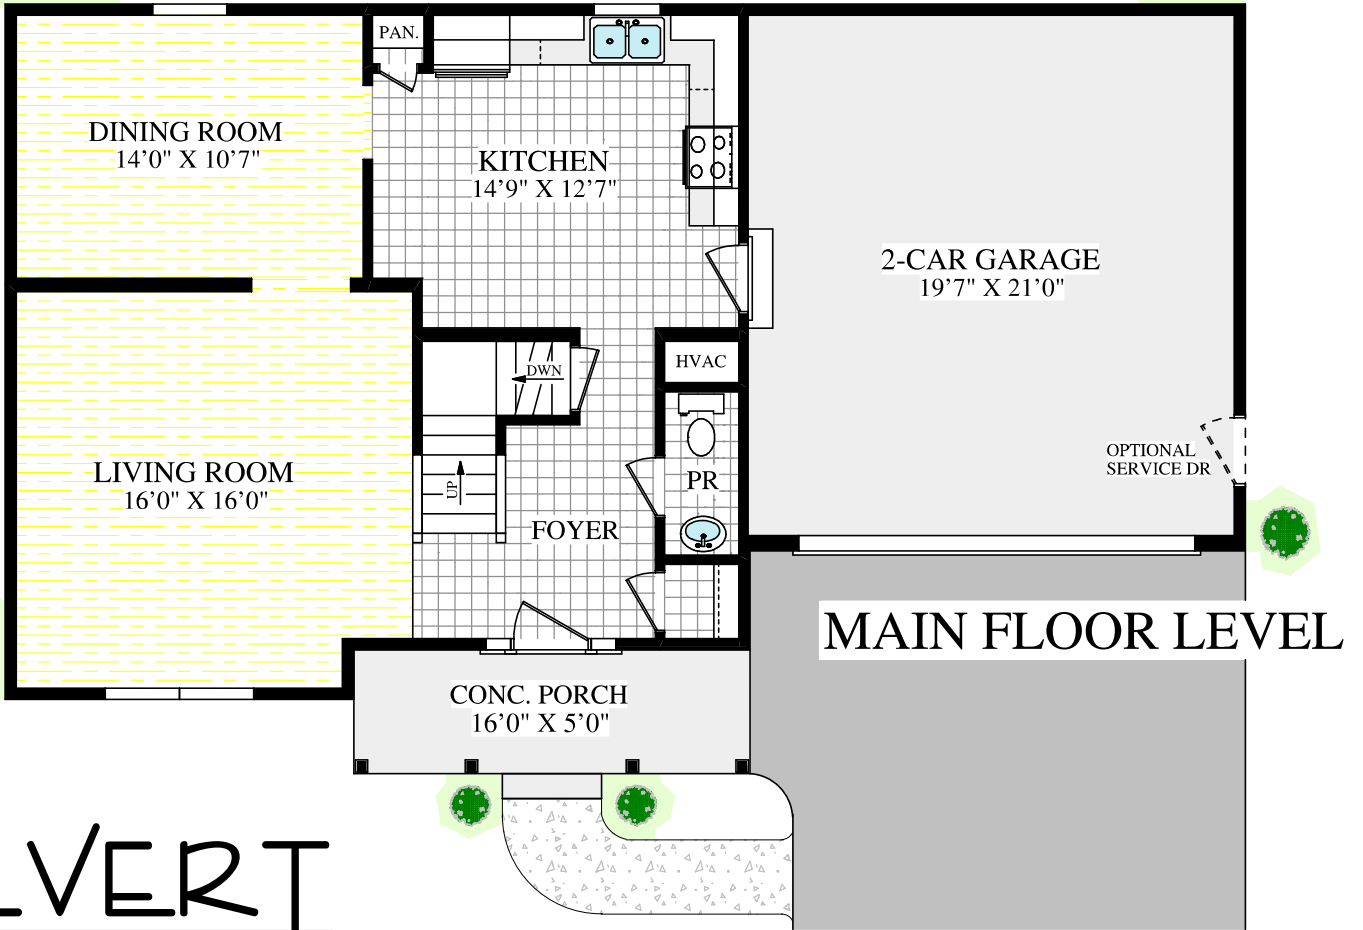 PAN.
DINING ROOM
14'0" X 10'7"
KITCHEN
14'9" X 12'7"
2-CAR GARAGE
19'7" X 21'0"
HVAC
DWN
OPTIONAL
SERVICE DR
LIVING ROOM
16'0" X 16'0"
UP
PR
FOYER
MAIN FLOOR LEVEL
CONC. PORCH
16'0" X 5'0"
LVERT